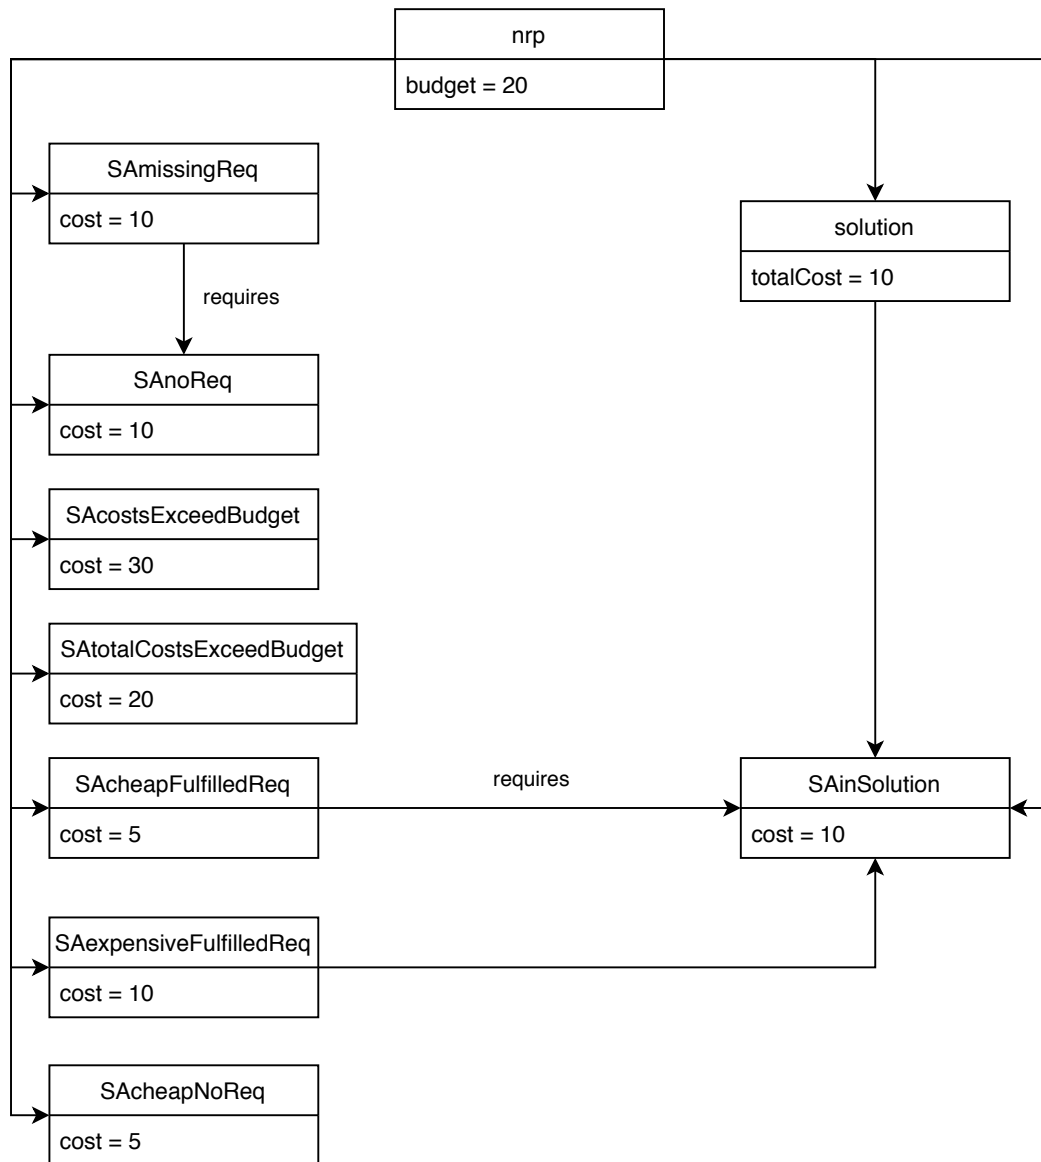 nrp
budget = 20
SAmissingReq
cost = 10
solution
totalCost = 10
requires
SAnoReq
cost = 10
SAcostsExceedBudget
cost = 30
SAtotalCostsExceedBudget
cost = 20
SAcheapFulfilledReq
cost = 5
requires
SAinSolution
cost = 10
SAexpensiveFulfilledReq
cost = 10
SAcheapNoReq
cost = 5